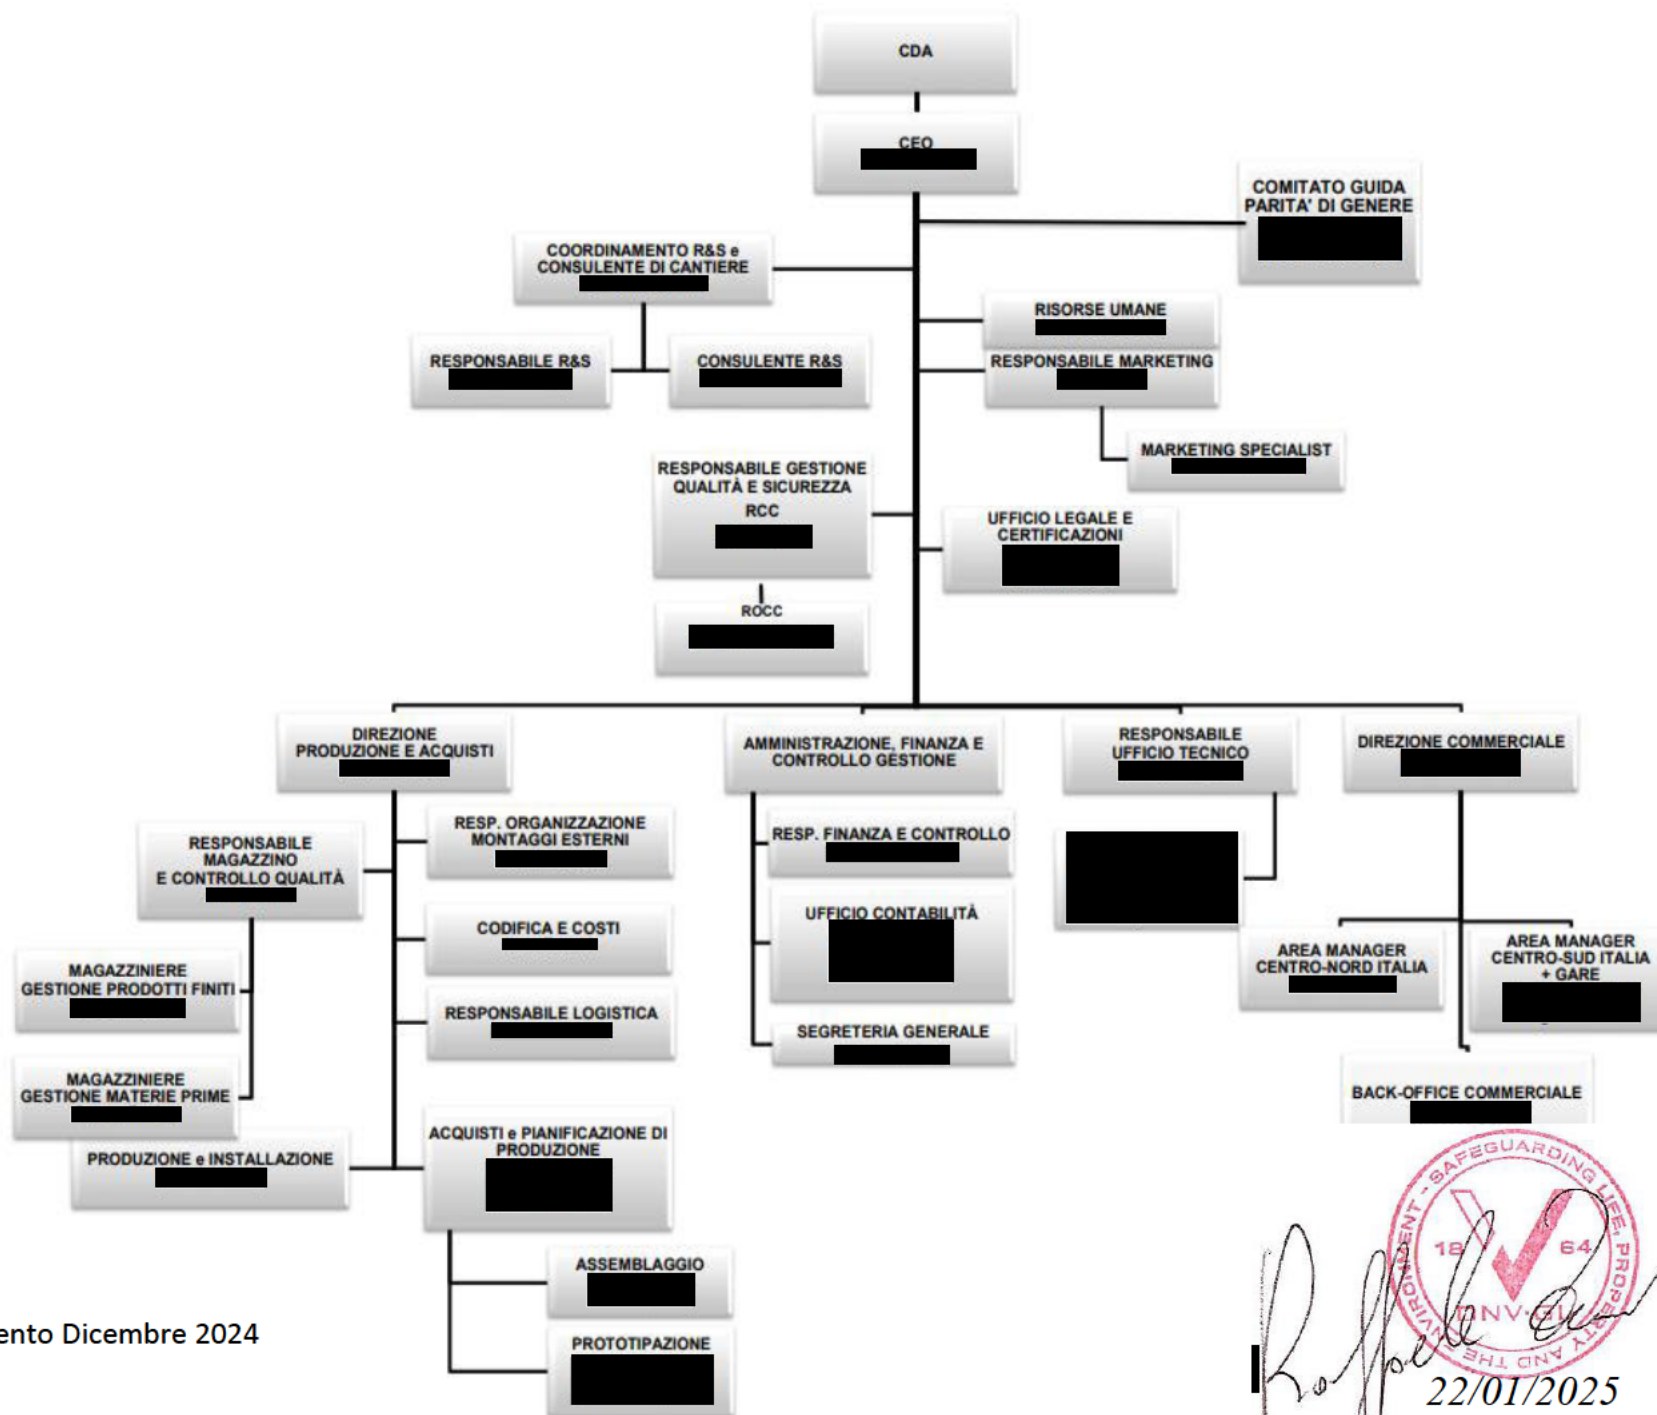 CDA
CEO
COMITATO GUIDA
PARITA' DI GENERE
COORDINAMENTO R&S e
CONSULENTE DI CANTIERE
RISORSE UMANE
RESPONSABILE R&S
CONSULENTE R&S
RESPONSABILE MARKETING
MARKETING SPECIALIST
RESPONSABILE GESTIONE
QUALITÀ E SICUREZZA
RCC
UFFICIO LEGALE E
CERTIFICAZIONI
ROCC
DIREZIONE
PRODUZIONE E ACQUISTI
AMMINISTRAZIONE, FINANZA E
CONTROLLO GESTIONE
RESPONSABILE
UFFICIO TECNICO
DIREZIONE COMMERCIALE
RESPONSABILE
MAGAZZINO
E CONTROLLO QUALITÀ
RESP. ORGANIZZAZIONE
MONTAGGI ESTERNI
RESP. FINANZA E CONTROLLO
CODIFICA E COSTI
UFFICIO CONTABILITÀ
AREA MANAGER
CENTRO-NORD ITALIA
AREA MANAGER
CENTRO-SUD ITALIA
+ GARE
MAGAZZINIERE
GESTIONE PRODOTTI FINITI
RESPONSABILE LOGISTICA
SEGRETERIA GENERALE
MAGAZZINIERE
GESTIONE MATERIE PRIME
BACK-OFFICE COMMERCIALE
PRODUZIONE e INSTALLAZIONE
ACQUISTI e PIANIFICAZIONE DI
PRODUZIONE
ASSEMBLAGGIO
PROTOTIPAZIONE
ento Dicembre 2024
SAFEGUARDING LIFE, PROPERTY AND THE ENVIRONMENT -
18 64
DNV·GL
Raffaele
22/01/2025